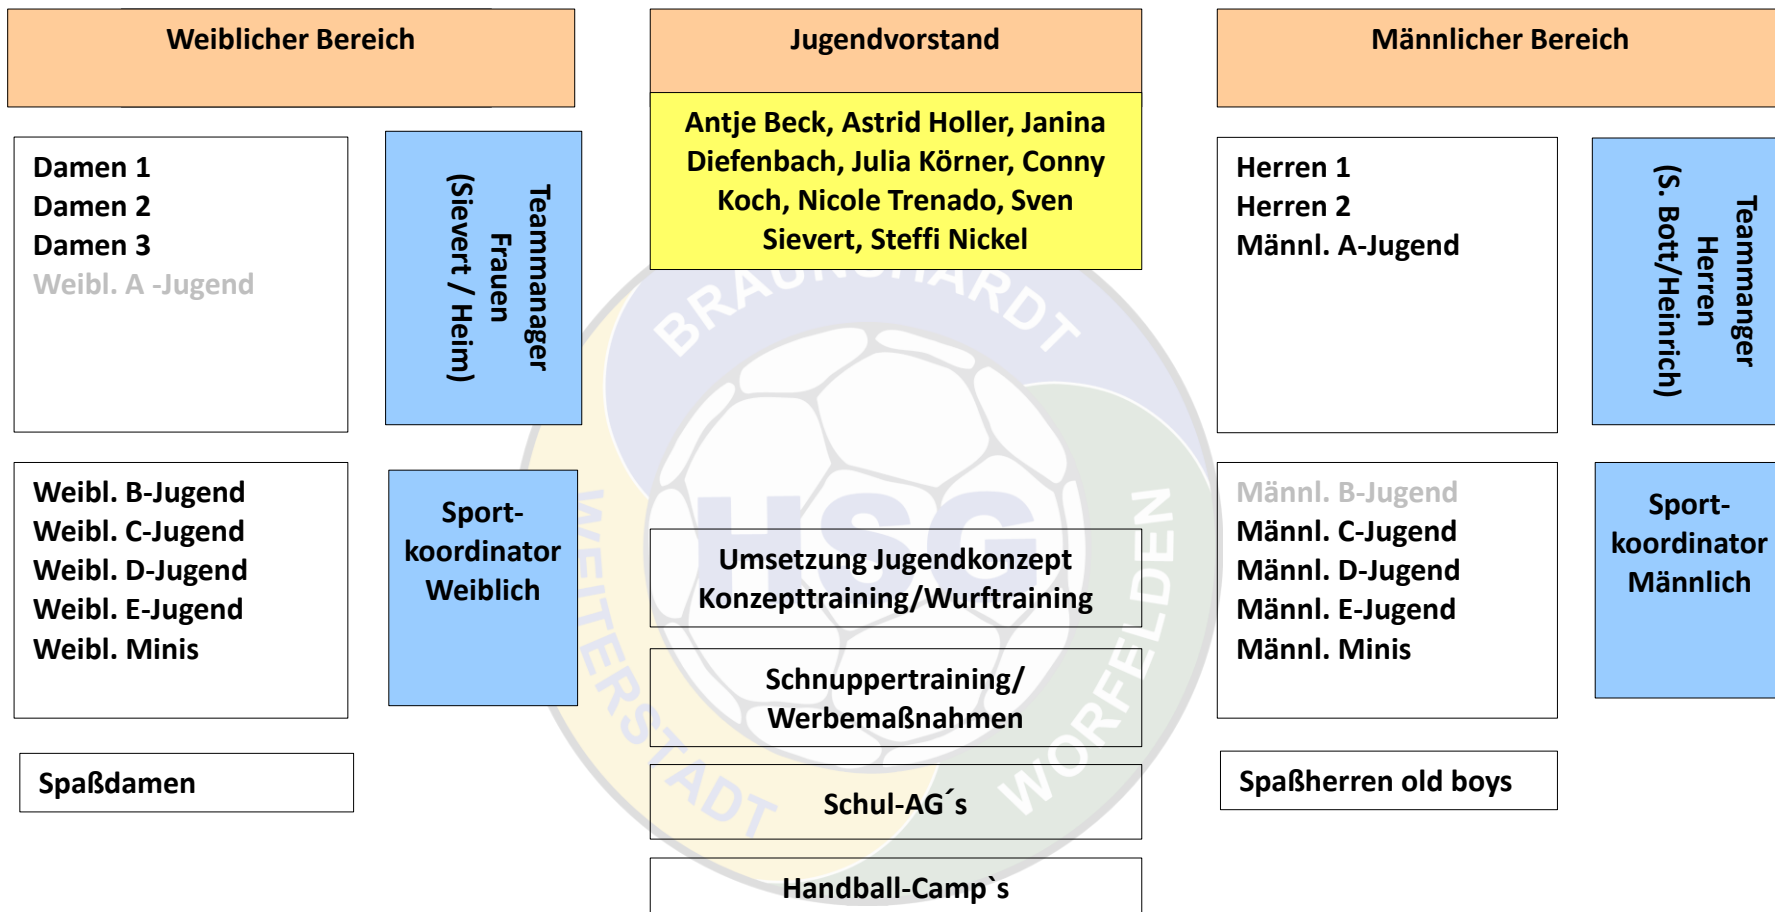 Weiblicher Bereich
Damen 1
Damen 2
Damen 3
Weibl. A -Jugend
Teammanager
Frauen
(Sievert / Heim)
Weibl. B-Jugend
Weibl. C-Jugend
Weibl. D-Jugend
Weibl. E-Jugend
Weibl. Minis
Sport-
koordinator
Weiblich
Spaßdamen
Jugendvorstand
Antje Beck, Astrid Holler, Janina
Diefenbach, Julia Körner, Conny
Koch, Nicole Trenado, Sven
Sievert, Steffi Nickel
BRAUNSHARDT
WEITERSTADT
HSG
WORFELDEN
Umsetzung Jugendkonzept
Konzepttraining/Wurftraining
Schnuppertraining/
Werbemaßnahmen
Schul-AG´s
Handball-Camp`s
Männlicher Bereich
Herren 1
Herren 2
Männl. A-Jugend
Teammanger
Herren
(S. Bott/Heinrich)
Männl. B-Jugend
Männl. C-Jugend
Männl. D-Jugend
Männl. E-Jugend
Männl. Minis
Sport-
koordinator
Männlich
Spaßherren old boys